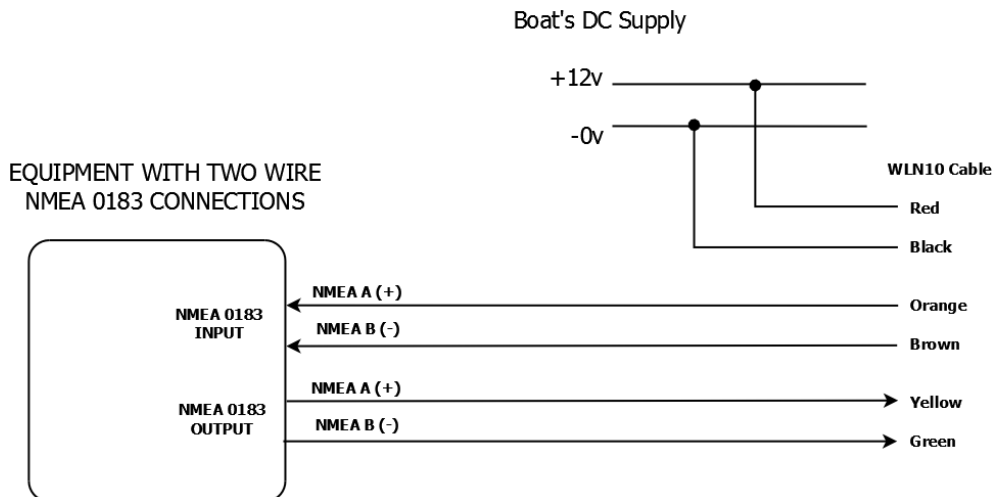 Boat's DC Supply
+12v
-0v
EQUIPMENT WITH TWO WIRE
NMEA 0183 CONNECTIONS
WLN10 Cable
Red
Black
NMEA 0183
INPUT
NMEA A (+)
Orange
NMEA B (-)
Brown
NMEA 0183
OUTPUT
NMEA A (+)
Yellow
NMEA B (-)
Green